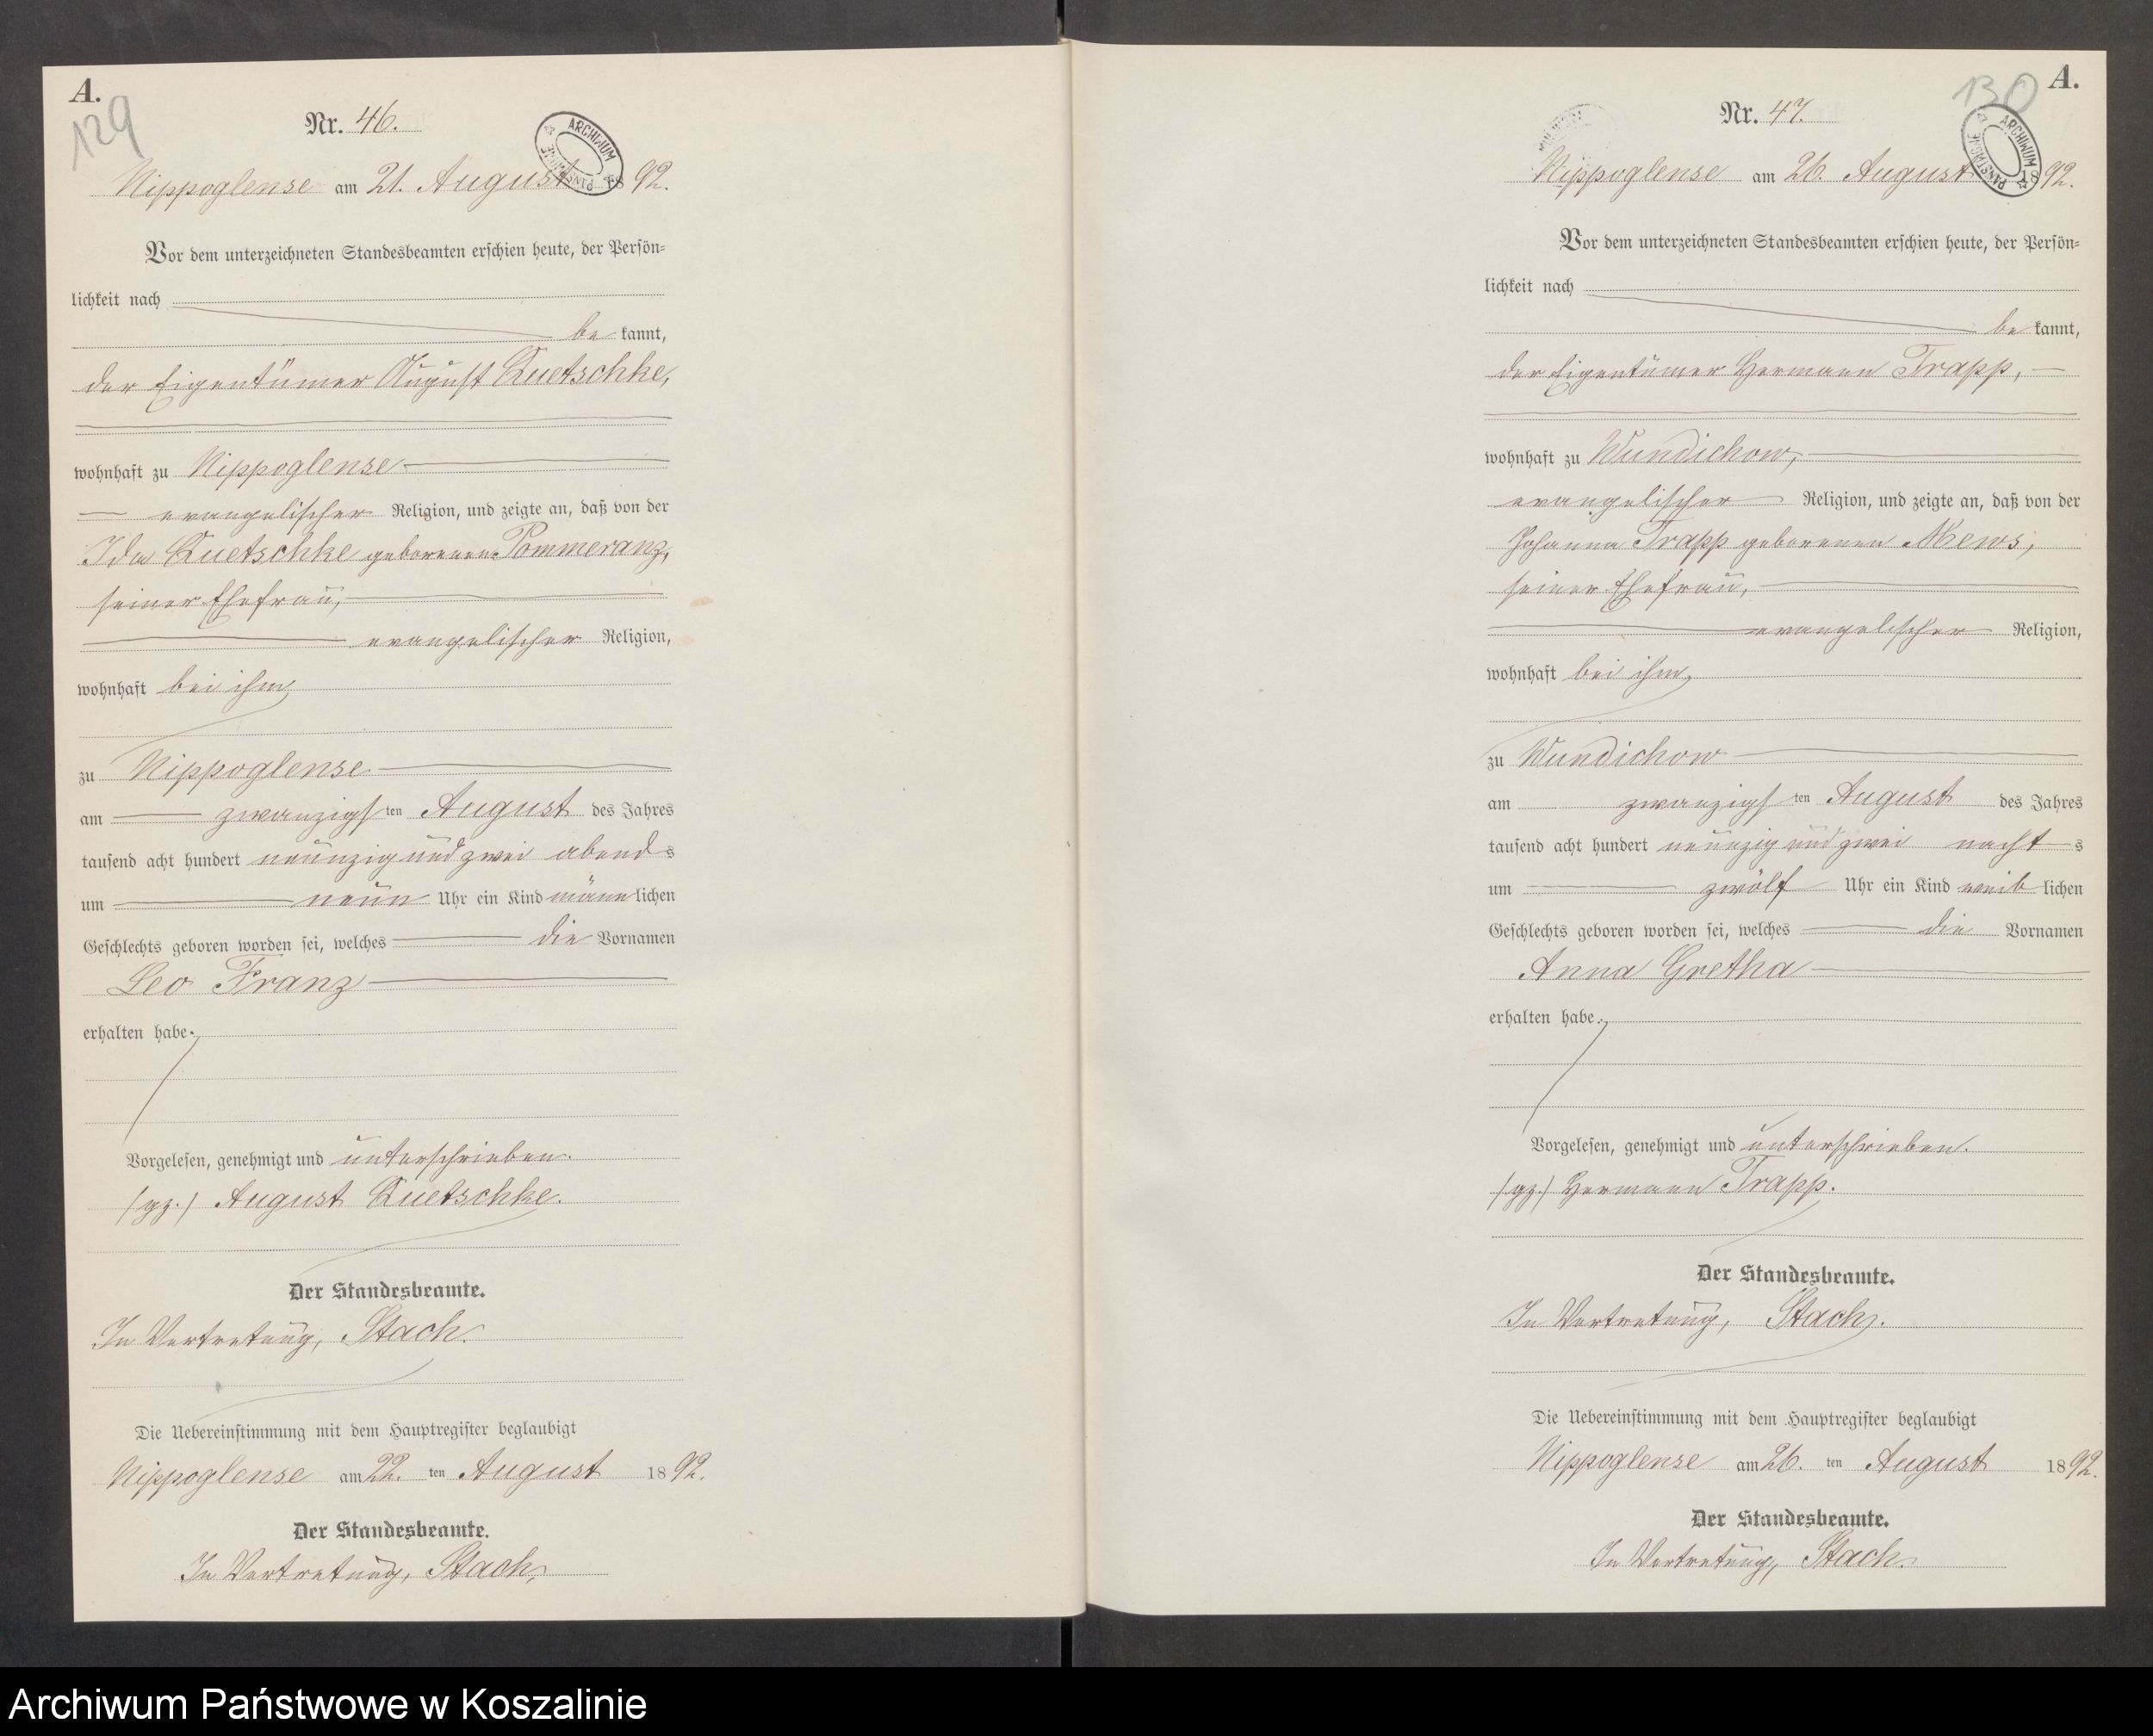 A.
129
Nr. 46.
ARCHIWUM PAŃSTWOWE
Nippoglense am 21. August 1892.
Vor dem unterzeichneten Standesbeamten erschien heute, der Persön-
lichkeit nach
be kannt,
der Eigentümer August Quetschke,
wohnhaft zu Nippoglense
evangelischer Religion, und zeigte an, daß von der
Ida Quetschke geborenen Pommeranz,
seiner Ehefrau,
evangelischer Religion,
wohnhaft bei ihm,
zu Nippoglense
am zwanzigsten August des Jahres
tausend acht hundert neunzig und zwei abends
um neun Uhr ein Kind männlichen
Geschlechts geboren worden sei, welches die Vornamen
Leo Franz
erhalten habe.
Vorgelesen, genehmigt und unterschrieben.
(gz.) August Quetschke.
Der Standesbeamte.
In Vertretung, Stach.
Die Uebereinstimmung mit dem Hauptregister beglaubigt
Nippoglense am 22. ten August 1892.
Der Standesbeamte.
In Vertretung, Stach.
A.
130
Nr. 47.
ARCHIWUM PAŃSTWOWE
Nippoglense am 26. August 1892.
Vor dem unterzeichneten Standesbeamten erschien heute, der Persön-
lichkeit nach
be kannt,
der Eigentümer Hermann Trapp,
wohnhaft zu Wundichow,
evangelischer Religion, und zeigte an, daß von der
Johanna Trapp geborenen Mews,
seiner Ehefrau,
evangelischer Religion,
wohnhaft bei ihm,
zu Wundichow
am zwanzigsten August des Jahres
tausend acht hundert neunzig und zwei nachts
um zwölf Uhr ein Kind weiblichen
Geschlechts geboren worden sei, welches die Vornamen
Anna Gretha
erhalten habe.
Vorgelesen, genehmigt und unterschrieben.
(gz.) Hermann Trapp.
Der Standesbeamte.
In Vertretung, Stach.
Die Uebereinstimmung mit dem Hauptregister beglaubigt
Nippoglense am 26. ten August 1892.
Der Standesbeamte.
In Vertretung, Stach.
Archiwum Państwowe w Koszalinie